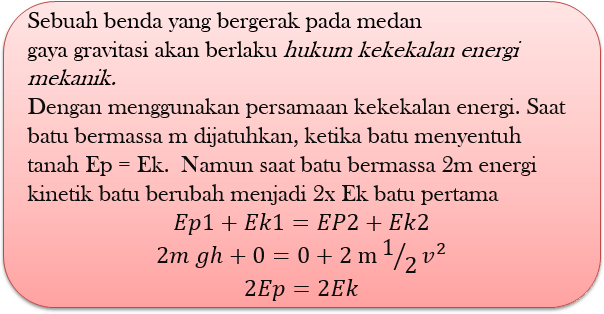 Sebuah benda yang bergerak pada medan
gaya gravitasi akan berlaku hukum kekekalan energi
mekanik.
Dengan menggunakan persamaan kekekalan energi. Saat
batu bermassa m dijatuhkan, ketika batu menyentuh
tanah Ep = Ek. Namun saat batu bermassa 2m energi
kinetik batu berubah menjadi 2x Ek batu pertama
Ep1 + Ek1 = EP2 + Ek2
2m gh + 0 = 0 + 2 m 1/2 v²
2Ep = 2Ek